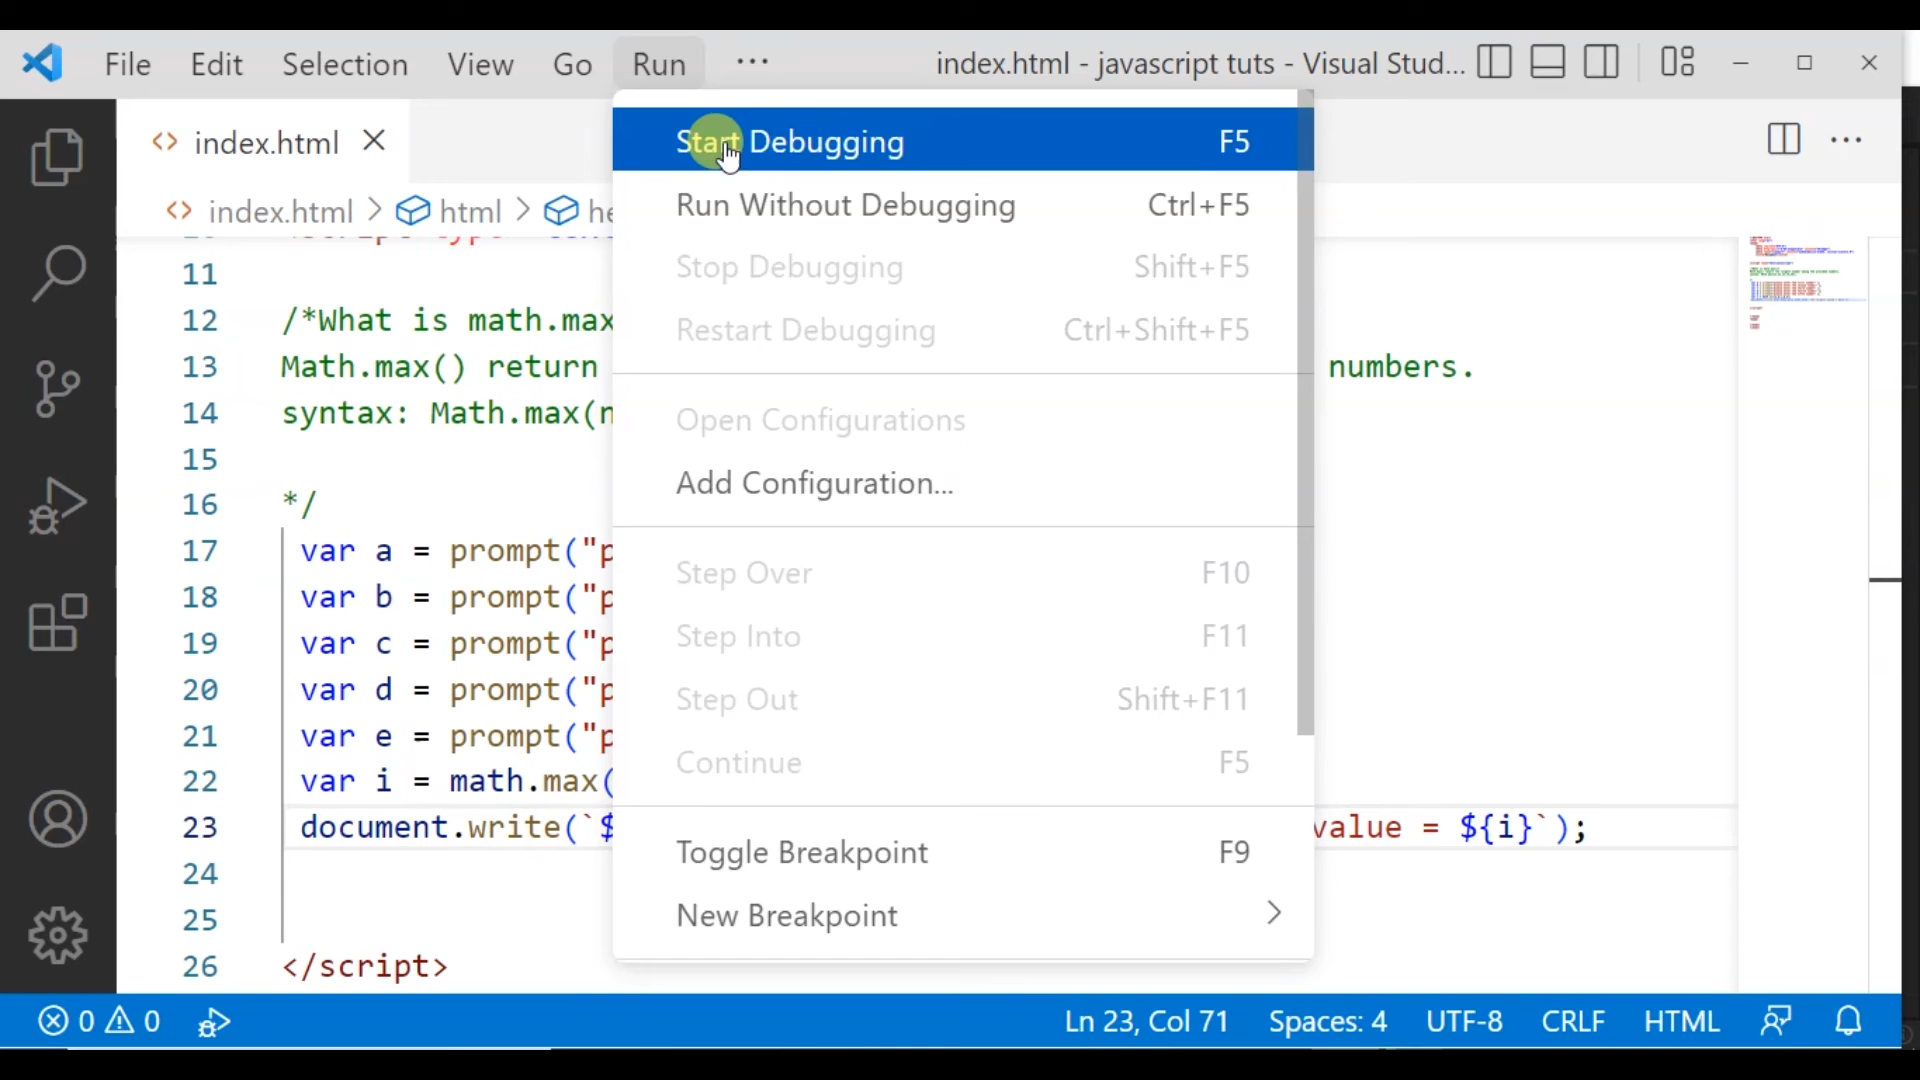 File Edit Selection View Go Run ··· index.html - javascript tuts - Visual Stud...
index.html
index.html > html > he
11
12 /*What is math.max
13 Math.max() return numbers.
14 syntax: Math.max(n
15
16 */
17 var a = prompt("p
18 var b = prompt("p
19 var c = prompt("p
20 var d = prompt("p
21 var e = prompt("p
22 var i = math.max(
23 document.write(`$ value = ${i}`);
24
25
26 </script>
Start Debugging F5
Run Without Debugging Ctrl+F5
Stop Debugging Shift+F5
Restart Debugging Ctrl+Shift+F5
Open Configurations
Add Configuration...
Step Over F10
Step Into F11
Step Out Shift+F11
Continue F5
Toggle Breakpoint F9
New Breakpoint
0 0 Ln 23, Col 71 Spaces: 4 UTF-8 CRLF HTML